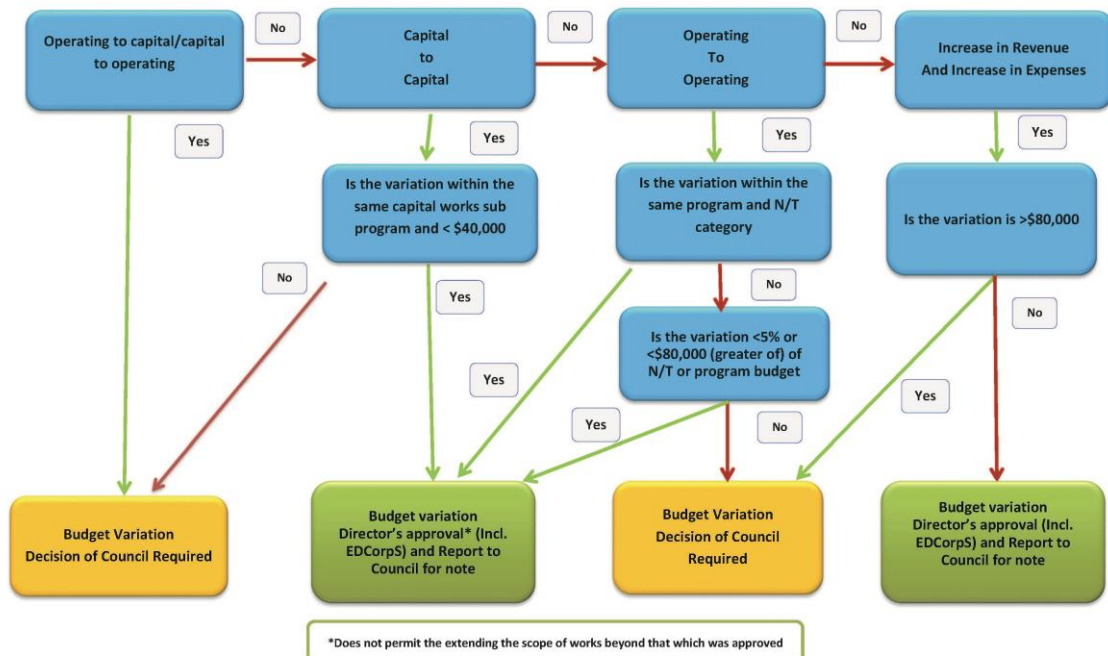 Operating to capital/capital
to operating
No
Capital
to
Capital
No
Operating
To
Operating
No
Increase in Revenue
And Increase in Expenses
Yes
Yes
Yes
Yes
Is the variation within the
same capital works sub
program and < $40,000
Is the variation within the
same program and N/T
category
Is the variation is >$80,000
No
Yes
No
No
Is the variation <5% or
<$80,000 (greater of) of
N/T or program budget
Yes
Yes
No
Yes
Budget Variation
Decision of Council Required
Budget variation
Director's approval* (Incl.
EDCorpS) and Report to
Council for note
Budget Variation
Decision of Council
Required
Budget variation
Director's approval (Incl.
EDCorpS) and Report to
Council for note
*Does not permit the extending the scope of works beyond that which was approved